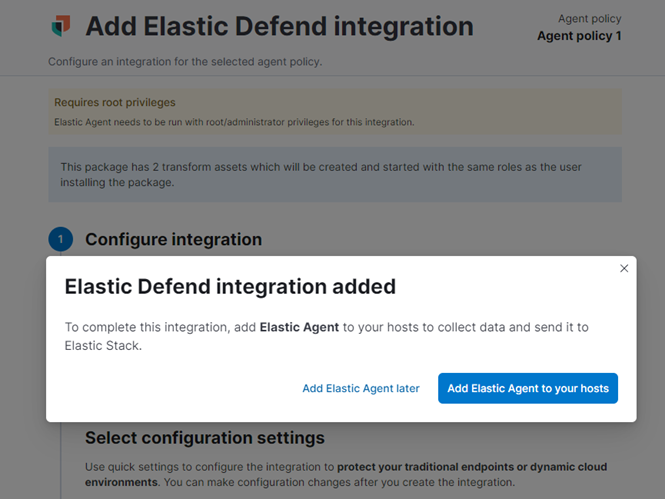 Add Elastic Defend integration
Agent policy
Agent policy 1
Configure an integration for the selected agent policy.
Requires root privileges
Elastic Agent needs to be run with root/administrator privileges for this integration.
This package has 2 transform assets which will be created and started with the same roles as the user
installing the package.
1
Configure integration
Elastic Defend integration added
To complete this integration, add Elastic Agent to your hosts to collect data and send it to
Elastic Stack.
Add Elastic Agent later
Add Elastic Agent to your hosts
Select configuration settings
Use quick settings to configure the integration to protect your traditional endpoints or dynamic cloud
environments. You can make configuration changes after you create the integration.